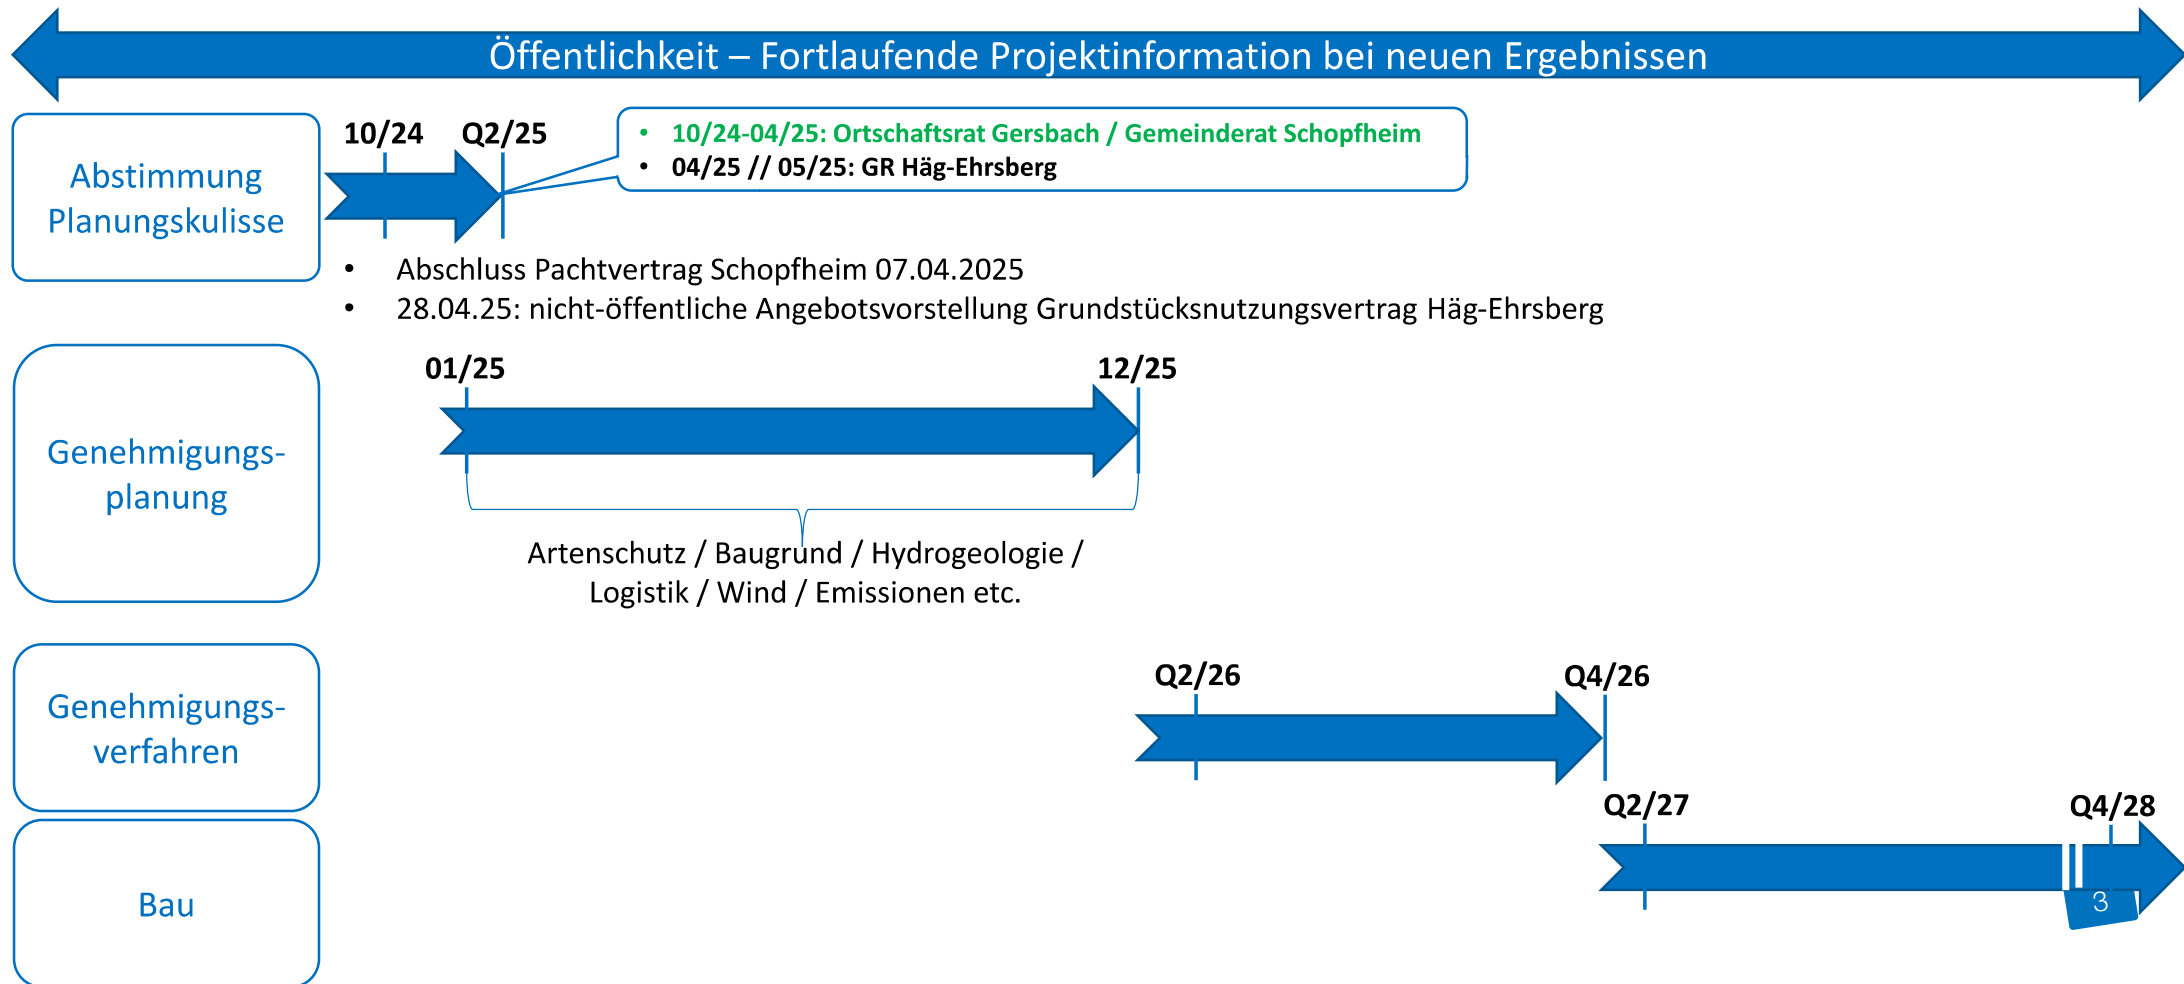 Öffentlichkeit – Fortlaufende Projektinformation bei neuen Ergebnissen
Abstimmung
Planungskulisse
10/24 Q2/25
• 10/24-04/25: Ortschaftsrat Gersbach / Gemeinderat Schopfheim
• 04/25 // 05/25: GR Häg-Ehrsberg
• Abschluss Pachtvertrag Schopfheim 07.04.2025
• 28.04.25: nicht-öffentliche Angebotsvorstellung Grundstücksnutzungsvertrag Häg-Ehrsberg
Genehmigungs-
planung
01/25 12/25
Artenschutz / Baugrund / Hydrogeologie /
Logistik / Wind / Emissionen etc.
Genehmigungs-
verfahren
Q2/26 Q4/26
Bau
Q2/27 Q4/28
3